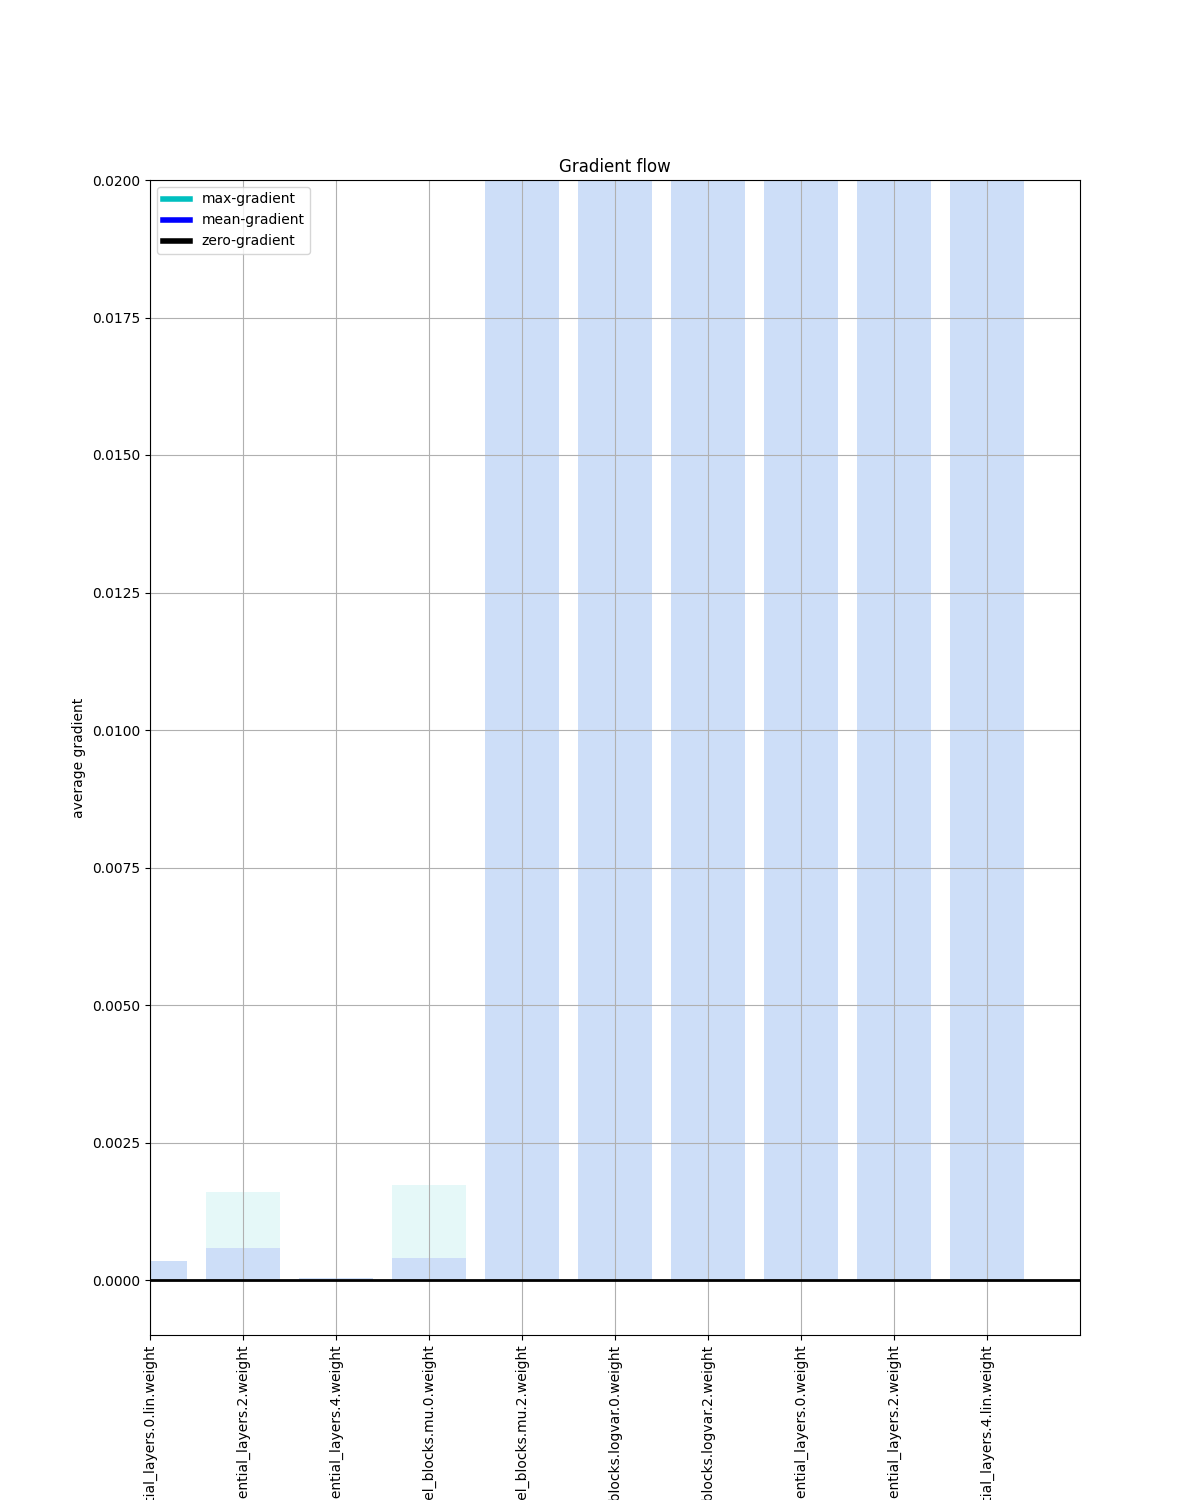 Gradient flow
max-gradient
mean-gradient
zero-gradient
0.0200
0.0175
0.0150
0.0125
0.0100
0.0075
0.0050
0.0025
0.0000
average gradient
tial_layers.0.lin.weight
ential_layers.2.weight
ential_layers.4.weight
el_blocks.mu.0.weight
el_blocks.mu.2.weight
blocks.logvar.0.weight
blocks.logvar.2.weight
ential_layers.0.weight
ential_layers.2.weight
tial_layers.4.lin.weight